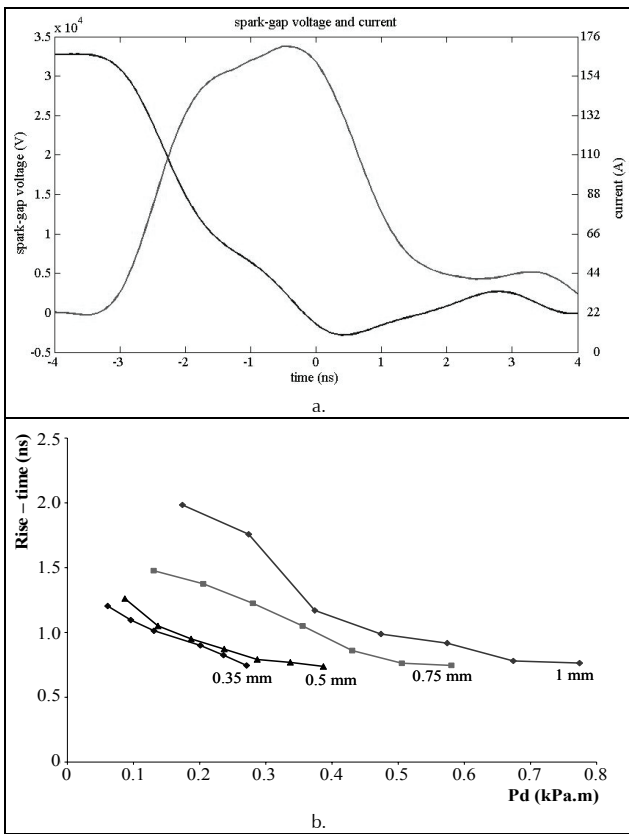 spark-gap voltage and current
x 10⁴
3.5
3
2.5
2
1.5
1
0.5
0
-0.5
spark-gap voltage (V)
176
154
132
110
88
66
44
22
0
current (A)
-4 -3 -2 -1 0 1 2 3 4
time (ns)
a.
Rise – time (ns)
2.5
2.0
1.5
1.0
0.5
0
0.35 mm 0.5 mm 0.75 mm 1 mm
0 0.1 0.2 0.3 0.4 0.5 0.6 0.7 0.8
Pd (kPa.m)
b.